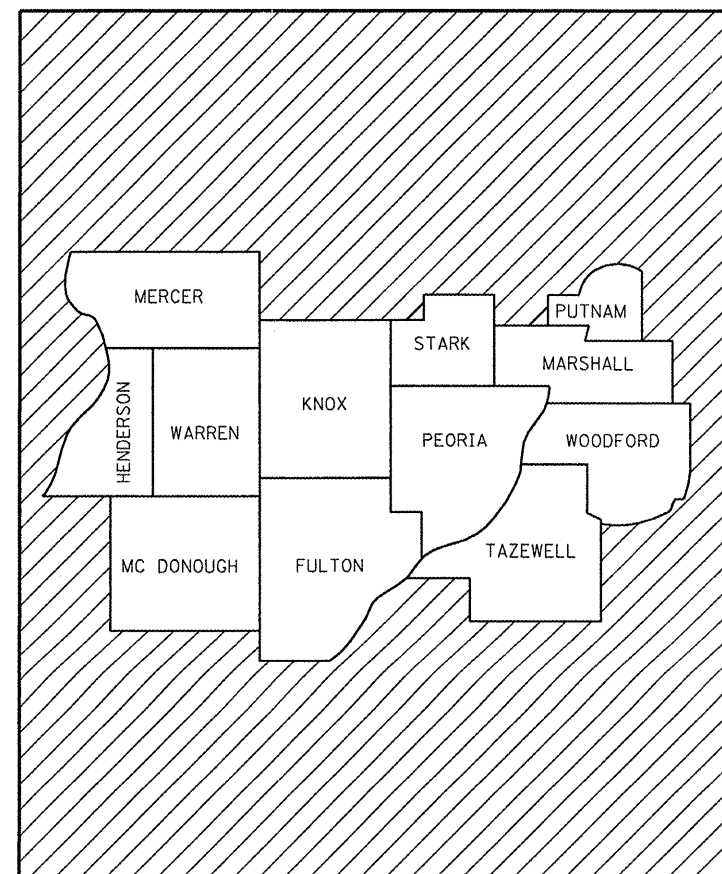 MERCER
PUTNAM
STARK
MARSHALL
KNOX
HENDERSON
WARREN
PEORIA
WOODFORD
MC DONOUGH
FULTON
TAZEWELL